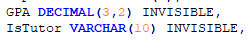 GPA DECIMAL(3,2) INVISIBLE,
IsTutor VARCHAR(10) INVISIBLE,